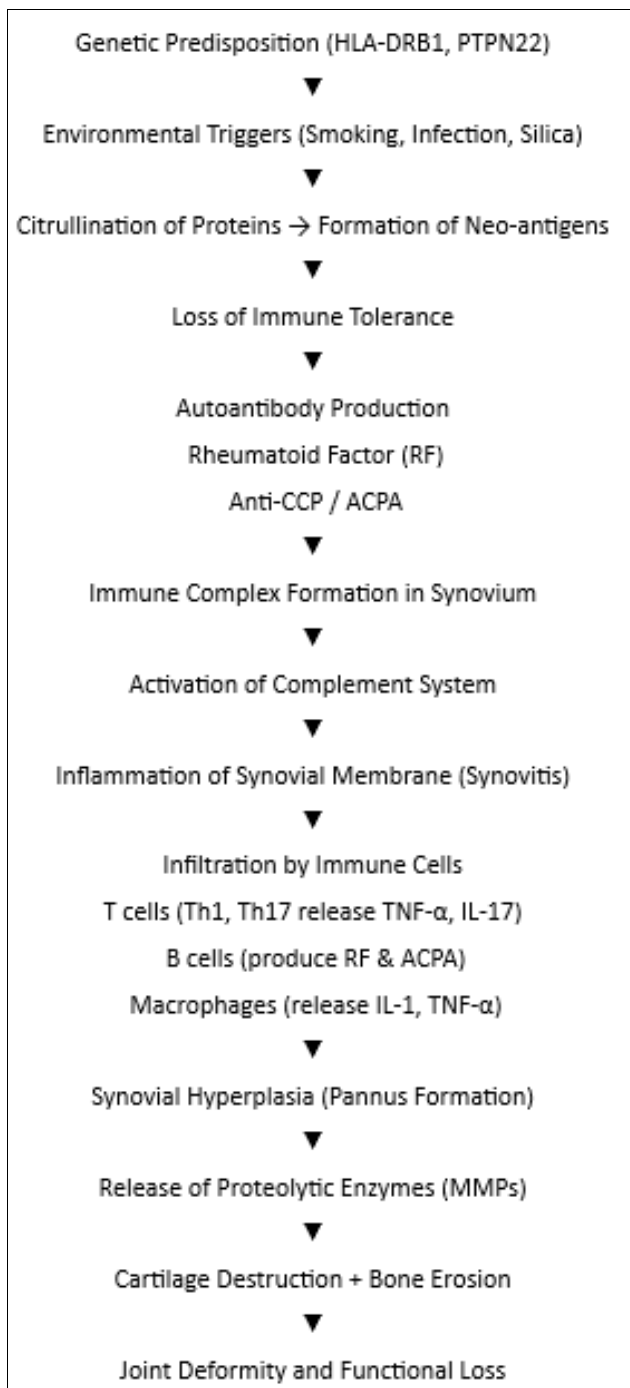 Genetic Predisposition (HLA-DRB1, PTPN22)
▼
Environmental Triggers (Smoking, Infection, Silica)
▼
Citrullination of Proteins → Formation of Neo-antigens
▼
Loss of Immune Tolerance
▼
Autoantibody Production
Rheumatoid Factor (RF)
Anti-CCP / ACPA
▼
Immune Complex Formation in Synovium
▼
Activation of Complement System
▼
Inflammation of Synovial Membrane (Synovitis)
▼
Infiltration by Immune Cells
T cells (Th1, Th17 release TNF-α, IL-17)
B cells (produce RF & ACPA)
Macrophages (release IL-1, TNF-α)
▼
Synovial Hyperplasia (Pannus Formation)
▼
Release of Proteolytic Enzymes (MMPs)
▼
Cartilage Destruction + Bone Erosion
▼
Joint Deformity and Functional Loss